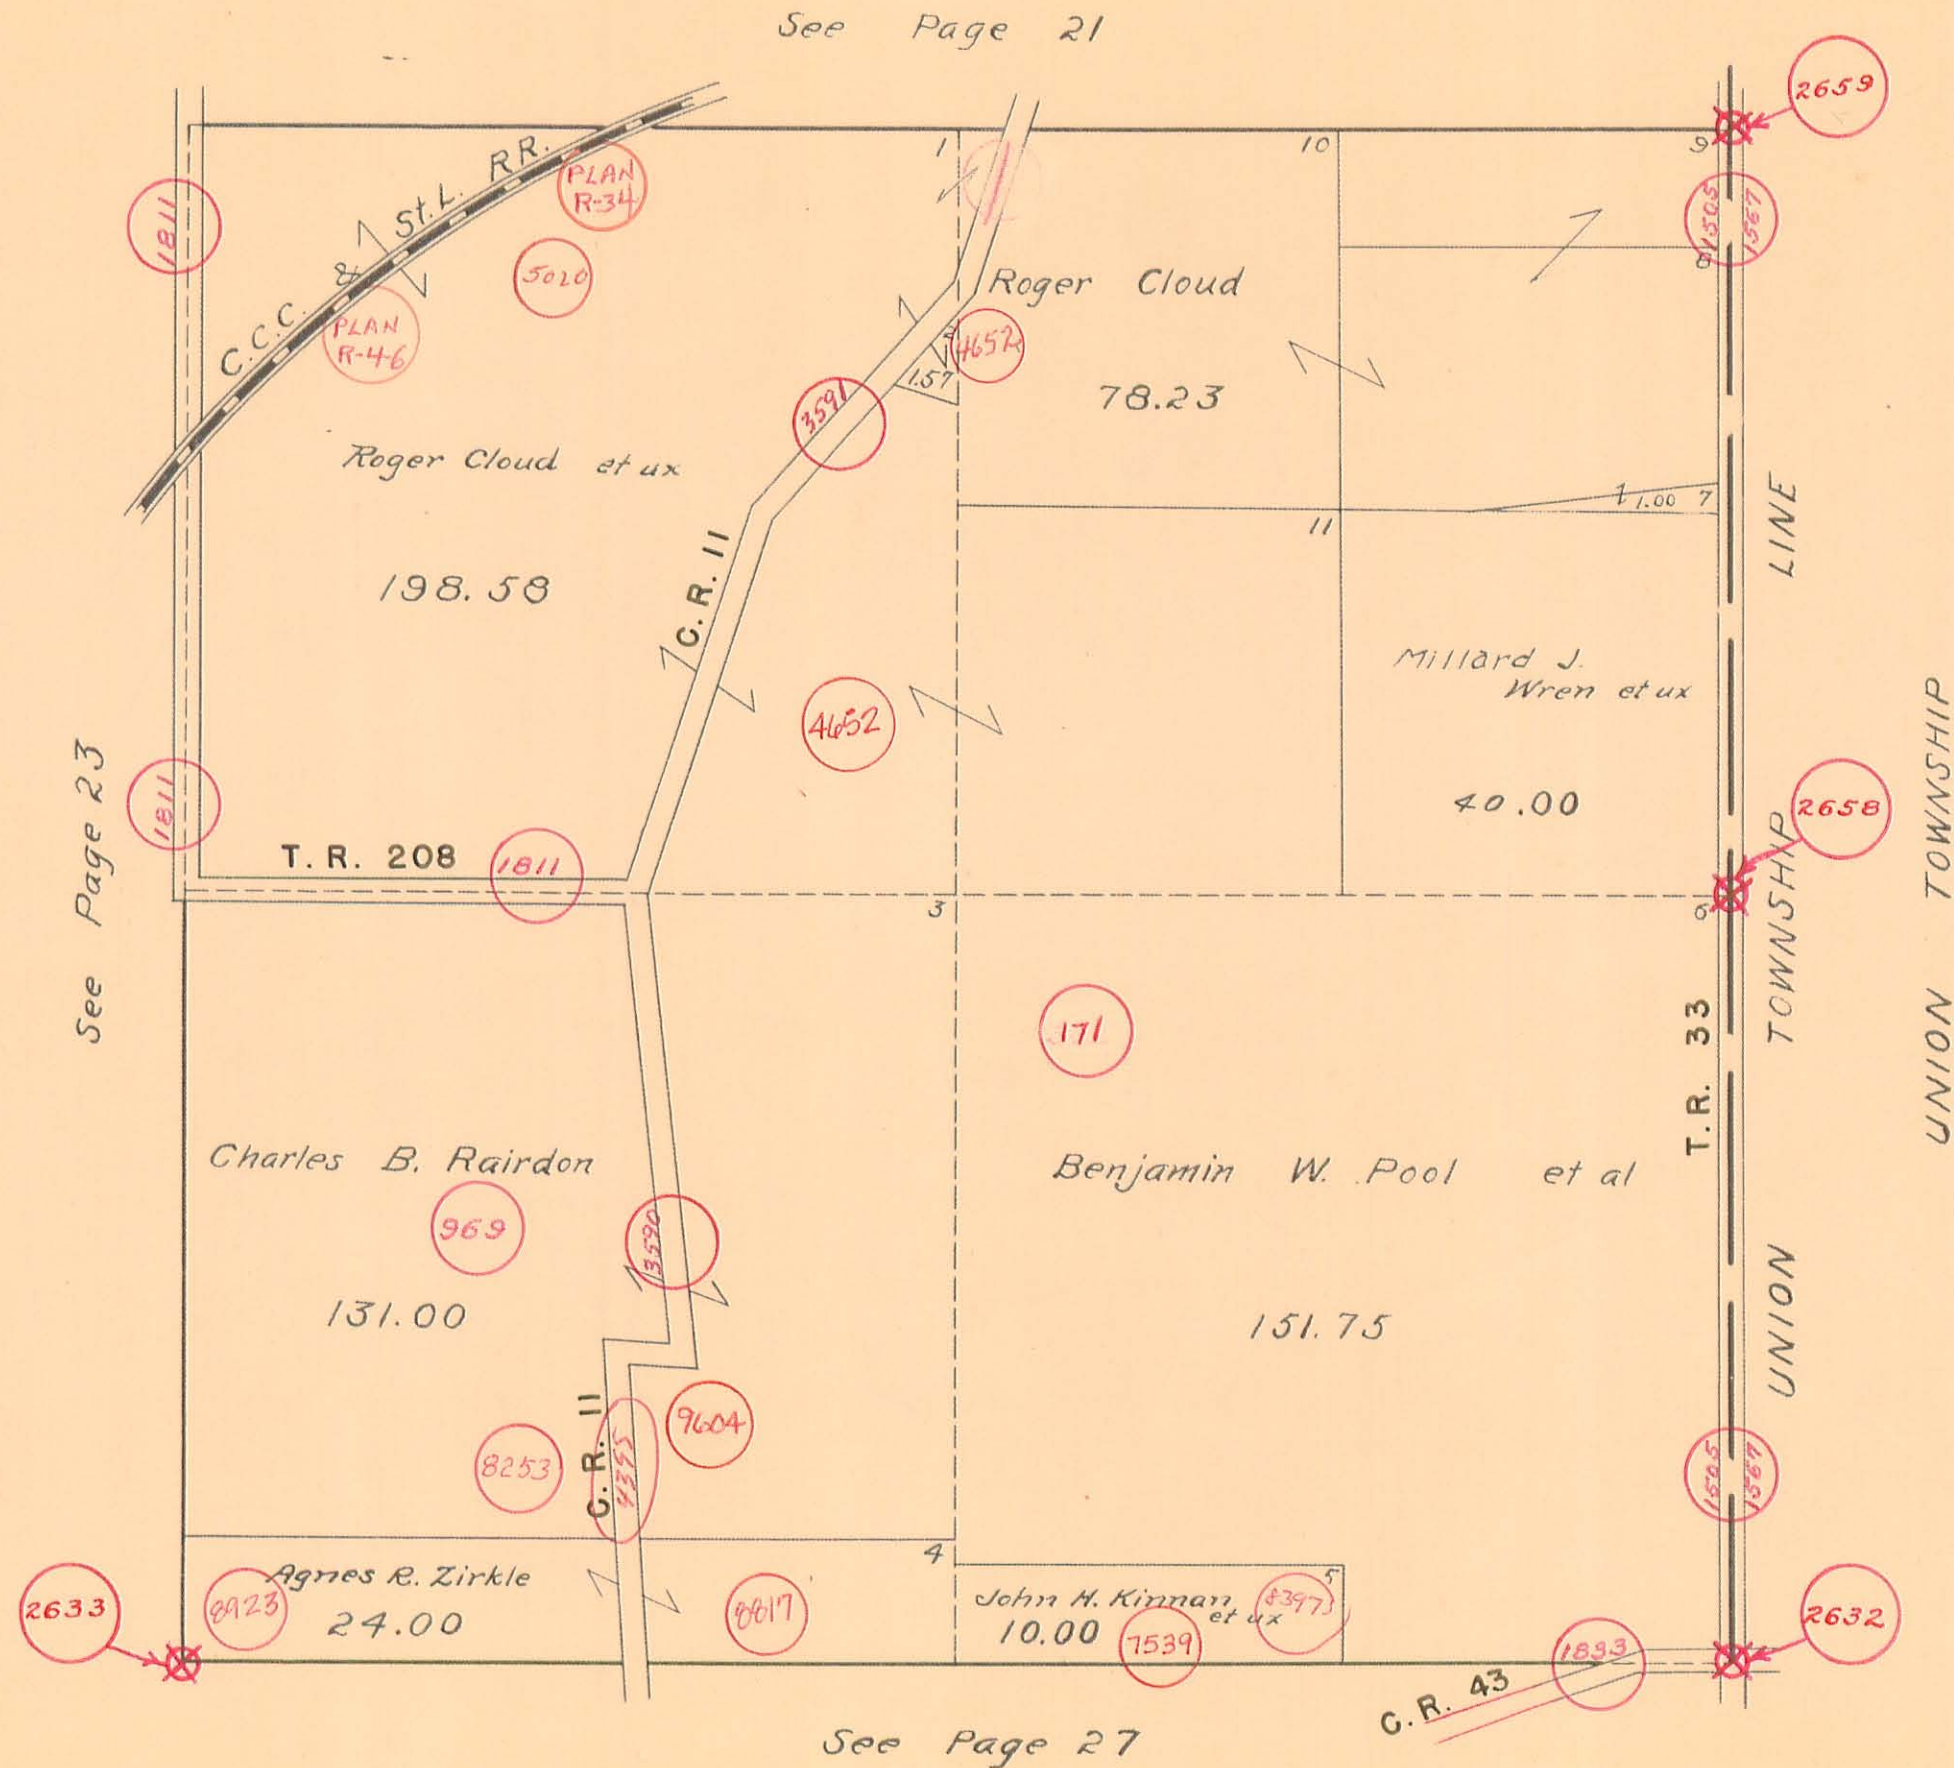 See Page 21
2659
1
10
9
C.C.C. & St. L. RR.
PLAN
R-34
1811
1505
1567
8
5020
PLAN
R-46
Roger Cloud
4652
1.57
78.23
3591
Roger Cloud et ux
198.58
C. R. 11
1.00 7
11
LINE
Millard J.
Wren et ux
40.00
4652
See Page 23
1811
T. R. 208
1811
2658
3
6
TOWNSHIP
UNION TOWNSHIP
171
T. R. 33
Charles B. Rairdon
969
131.00
3590
Benjamin W. Pool et al
151.75
UNION
C. R. 11
4355
9604
8253
1505
1567
4
5
Agnes R. Zirkle
24.00
8923
8817
John H. Kinnan
et ux
10.00
7539
8397
2633
2632
1833
C. R. 43
See Page 27